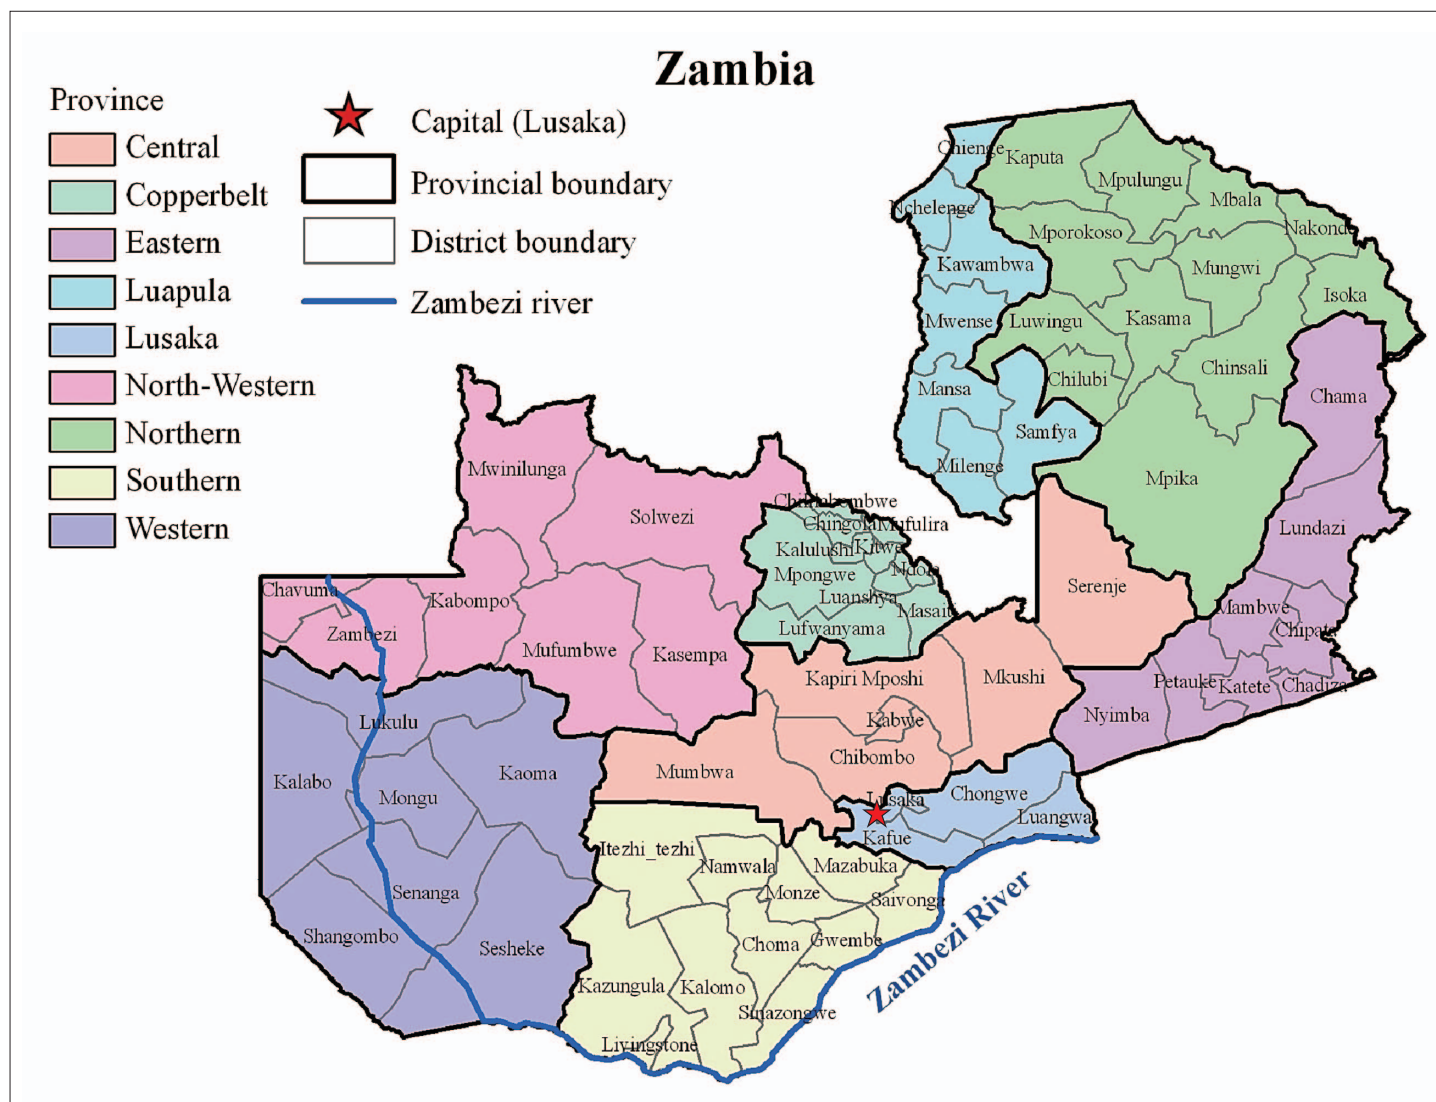 Zambia
Province
Central
Copperbelt
Eastern
Luapula
Lusaka
North-Western
Northern
Southern
Western
Capital (Lusaka)
Provincial boundary
District boundary
Zambezi river
Chienge
Kaputa
Mpulungu
Mbala
Nchelenge
Mporokoso
Nakonde
Kawambwa
Mungwi
Isoka
Mwense
Luwingu
Kasama
Chinsali
Mansa
Chilubi
Chama
Samfya
Milenge
Mpika
Mwinilunga
Solwezi
Chililabombwe
Chingola
Mufulira
Lundazi
Kalulushi
Kitwe
Mpongwe
Ndola
Serenje
Chavuma
Kabompo
Luanshya
Masaiti
Mambwe
Zambezi
Lufwanyama
Chipata
Mufumbwe
Kasempa
Kapiri Mposhi
Mkushi
Petauke
Katete
Chadiza
Nyimba
Lukulu
Kabwe
Chibombo
Mumbwa
Kalabo
Kaoma
Mongu
Lusaka
Chongwe
Luangwa
Kafue
Itezhi_tezhi
Namwala
Mazabuka
Monze
Saivonga
Senanga
Shangombo
Sesheke
Choma
Gwembe
Kazungula
Kalomo
Sinazongwe
Livingstone
Zambezi River